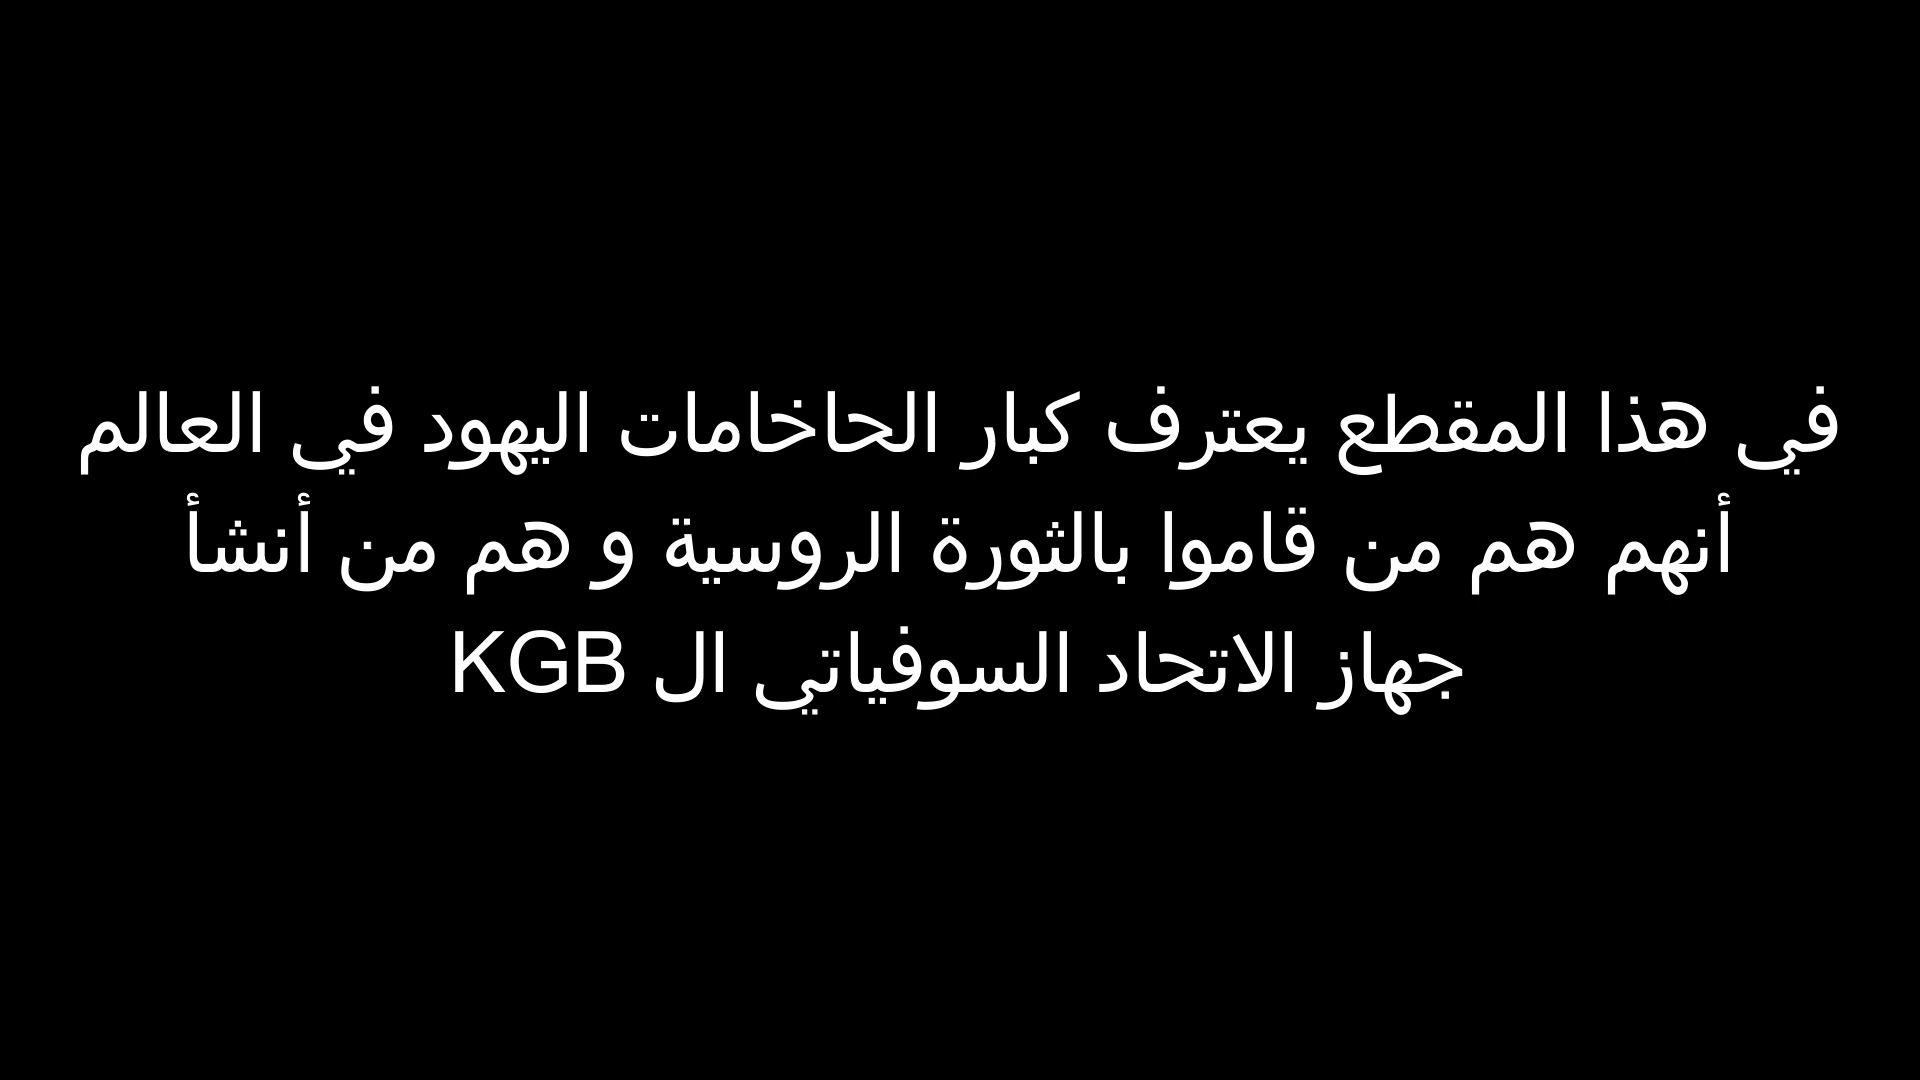 في هذا المقطع يعترف كبار الحاخامات اليهود في العالم
أنهم هم من قاموا بالثورة الروسية و هم من أنشأ
جهاز الاتحاد السوفياتي ال KGB